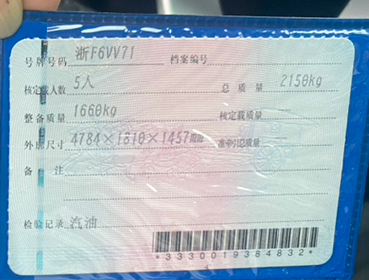 号牌号码 浙F6VV71 档案编号
核定载人数 5人 总质量 2150kg
整备质量 1660kg 核定载质量
外廓尺寸 4784×1810×1457 准牵引总质量
备注
检验记录 汽油
*3330019384832*